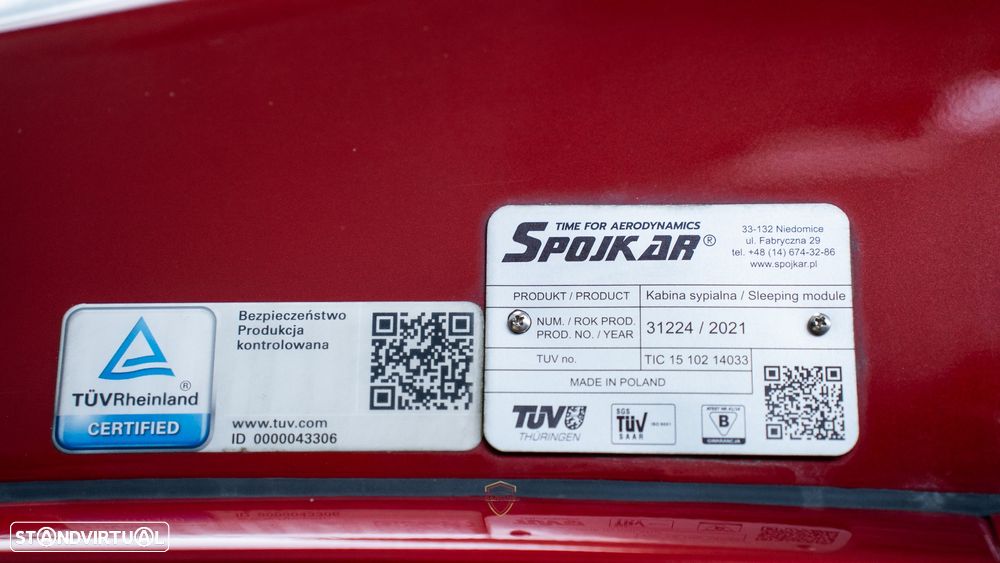 TIME FOR AERODYNAMICS
SPOJKAR®
33-132 Niedomice
ul. Fabryczna 29
tel. +48 (14) 674-32-86
www.spojkar.pl
PRODUKT / PRODUCT
Kabina sypialna / Sleeping module
NUM. / ROK PROD.
PROD. NO. / YEAR
31224 / 2021
TUV no.
TIC 15 102 14033
MADE IN POLAND
TÜV
THÜRINGEN
SGS
TÜV
SAAR
ISO 9001
B
GWARANCJA
Bezpieczeństwo
Produkcja
kontrolowana
TÜVRheinland®
CERTIFIED
www.tuv.com
ID 0000043306
STANDVIRTUAL